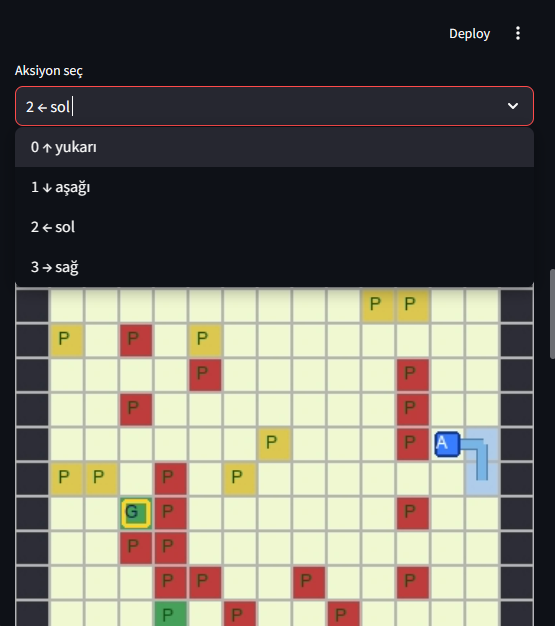 Deploy
Aksiyon seç
2 ← sol
0 ↑ yukarı
1 ↓ aşağı
2 ← sol
3 → sağ
P P
P P P
P P
P P
P P A
P P P P
G P P
P P
P P P P
P P P